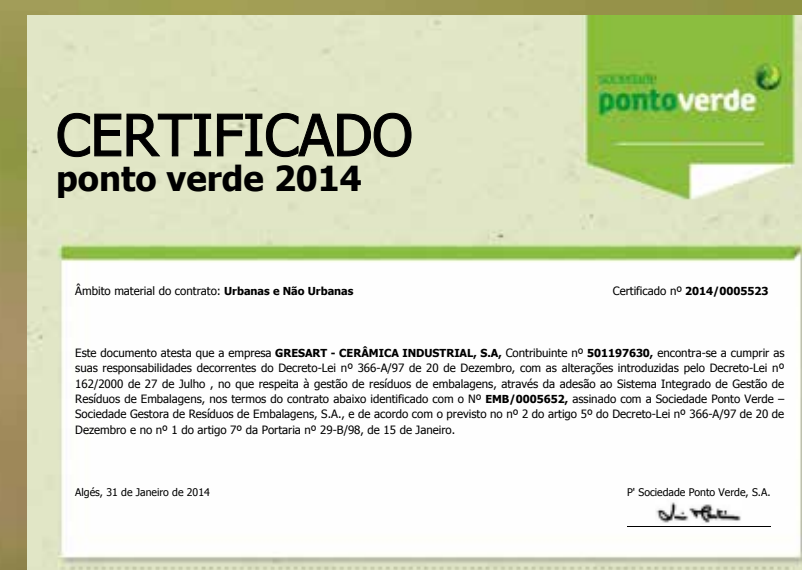 sociedade
pontoverde
CERTIFICADO
ponto verde 2014
Âmbito material do contrato: Urbanas e Não Urbanas
Certificado nº 2014/0005523
Este documento atesta que a empresa GRESART - CERÂMICA INDUSTRIAL, S.A, Contribuinte nº 501197630, encontra-se a cumprir as
suas responsabilidades decorrentes do Decreto-Lei nº 366-A/97 de 20 de Dezembro, com as alterações introduzidas pelo Decreto-Lei nº
162/2000 de 27 de Julho , no que respeita à gestão de resíduos de embalagens, através da adesão ao Sistema Integrado de Gestão de
Resíduos de Embalagens, nos termos do contrato abaixo identificado com o Nº EMB/0005652, assinado com a Sociedade Ponto Verde –
Sociedade Gestora de Resíduos de Embalagens, S.A., e de acordo com o previsto no nº 2 do artigo 5º do Decreto-Lei nº 366-A/97 de 20 de
Dezembro e no nº 1 do artigo 7º da Portaria nº 29-B/98, de 15 de Janeiro.
Algés, 31 de Janeiro de 2014
P' Sociedade Ponto Verde, S.A.